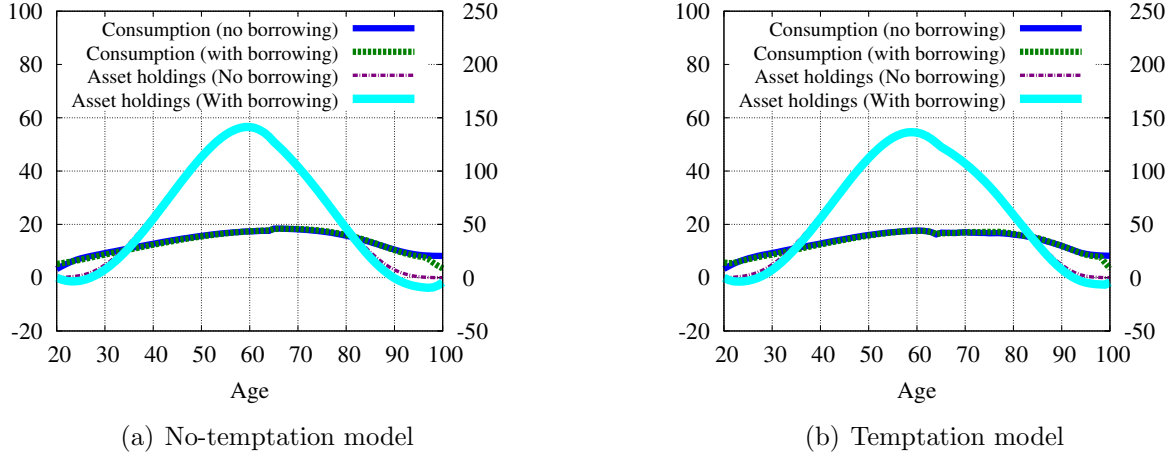 Consumption (no borrowing)
Consumption (with borrowing)
Asset holdings (No borrowing)
Asset holdings (With borrowing)
100
80
60
40
20
0
-20
250
200
150
100
50
0
-50
20 30 40 50 60 70 80 90 100
Age
(a) No-temptation model
Consumption (no borrowing)
Consumption (with borrowing)
Asset holdings (No borrowing)
Asset holdings (With borrowing)
100
80
60
40
20
0
-20
250
200
150
100
50
0
-50
20 30 40 50 60 70 80 90 100
Age
(b) Temptation model